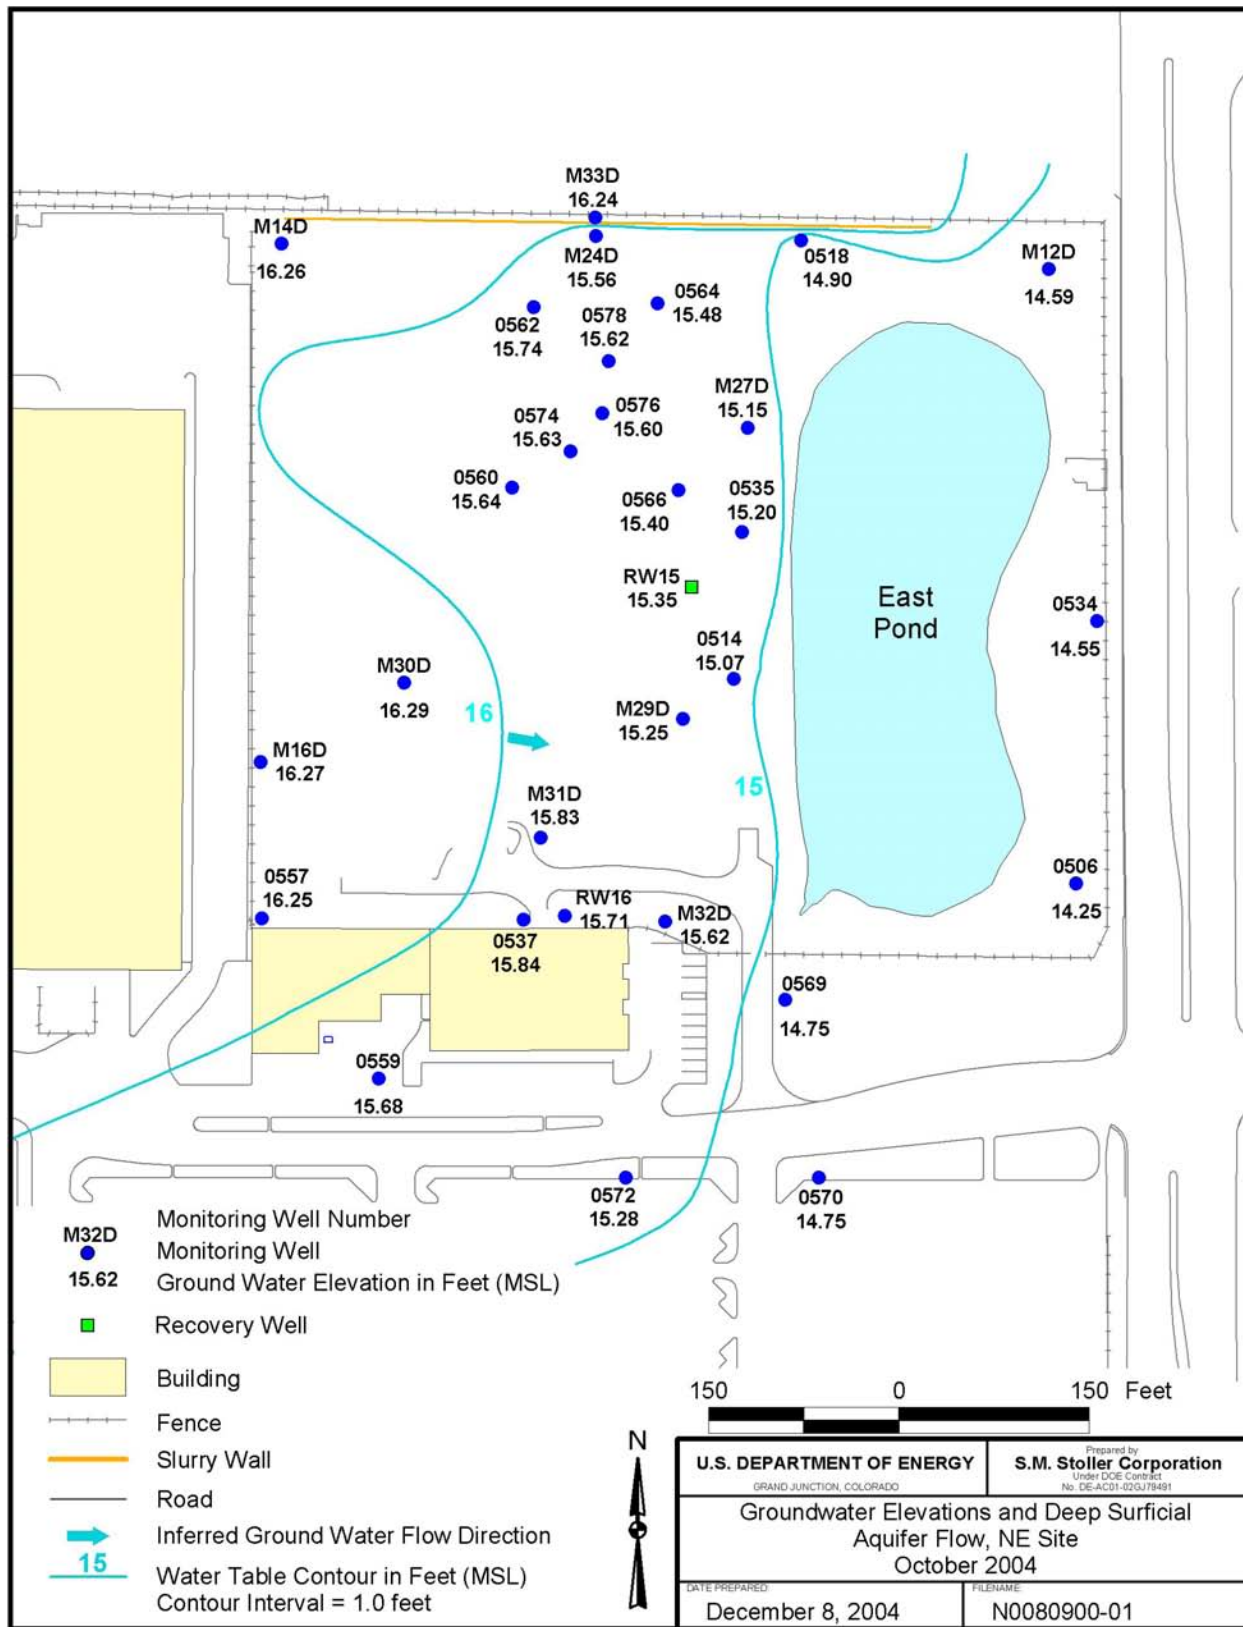 M33D
16.24
M14D
16.26
M24D
15.56
0518
14.90
M12D
14.59
0562
15.74
0578
15.62
0564
15.48
M27D
15.15
0574
15.63
0576
15.60
0560
15.64
0566
15.40
0535
15.20
RW15
15.35
East
Pond
0534
14.55
0514
15.07
M30D
16.29
16
M29D
15.25
M16D
16.27
15
M31D
15.83
0557
16.25
0537
15.84
RW16
15.71
M32D
15.62
0506
14.25
0569
14.75
0559
15.68
0572
15.28
0570
14.75
Monitoring Well Number
M32D
Monitoring Well
15.62
Ground Water Elevation in Feet (MSL)
Recovery Well
Building
Fence
Slurry Wall
Road
Inferred Ground Water Flow Direction
15
Water Table Contour in Feet (MSL)
Contour Interval = 1.0 feet
150 0 150 Feet
N
U.S. DEPARTMENT OF ENERGY
GRAND JUNCTION, COLORADO
Prepared by
S.M. Stoller Corporation
Under DOE Contract
No. DE-AC01-02GJ79491
Groundwater Elevations and Deep Surficial
Aquifer Flow, NE Site
October 2004
DATE PREPARED:
December 8, 2004
FILENAME:
N0080900-01